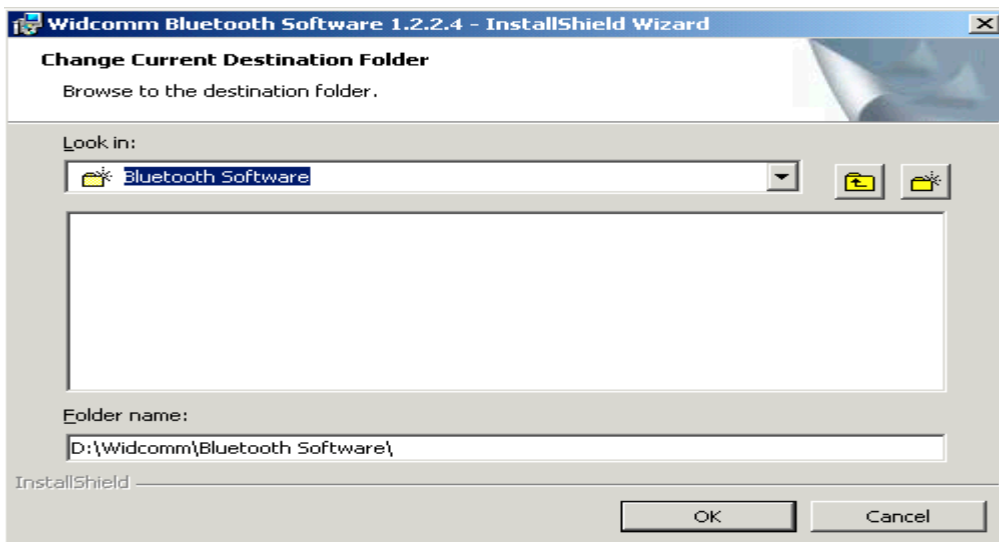 Widcomm Bluetooth Software 1.2.2.4 - InstallShield Wizard
Change Current Destination Folder
Browse to the destination folder.
Look in:
Bluetooth Software
Folder name:
D:\Widcomm\Bluetooth Software\
InstallShield
OK Cancel